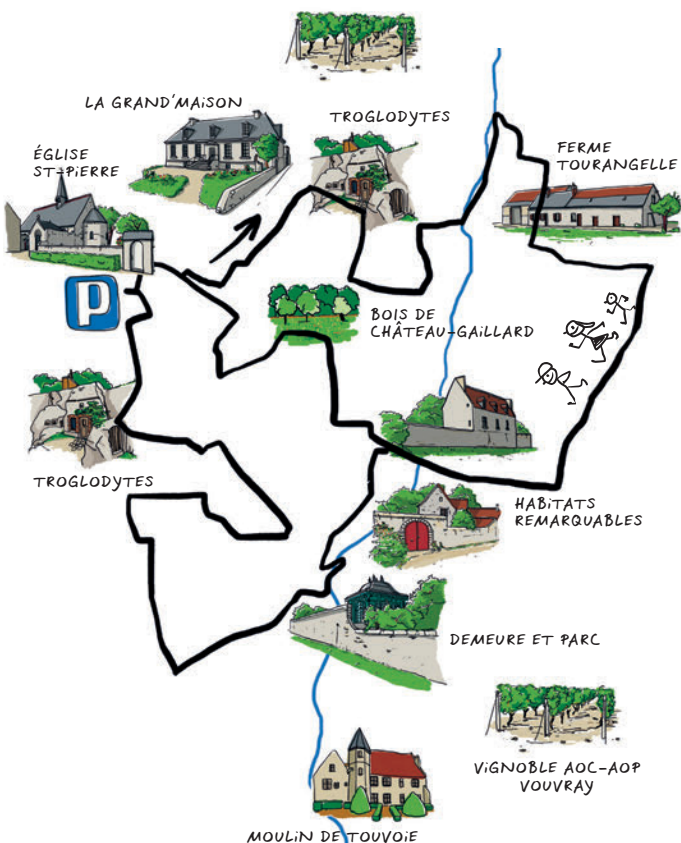 LA GRAND'MAISON
TROGLODYTES
ÉGLISE
ST-PIERRE
FERME
TOURANGELLE
P
BOIS DE
CHÂTEAU-GAILLARD
TROGLODYTES
HABITATS
REMARQUABLES
DEMEURE ET PARC
VIGNOBLE AOC-AOP
VOUVRAY
MOULIN DE TOUVOIE